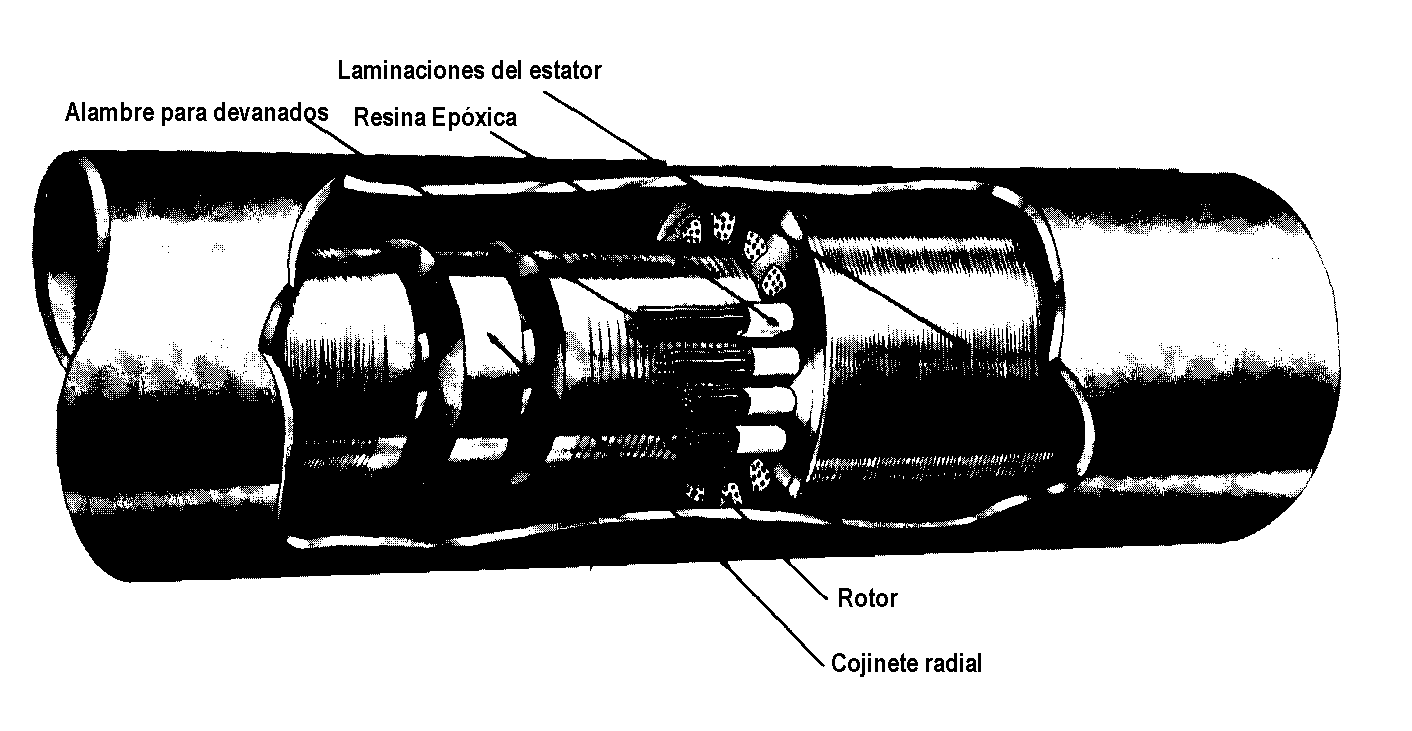 Laminaciones del estator
Alambre para devanados
Resina Epóxica
Rotor
Cojinete radial